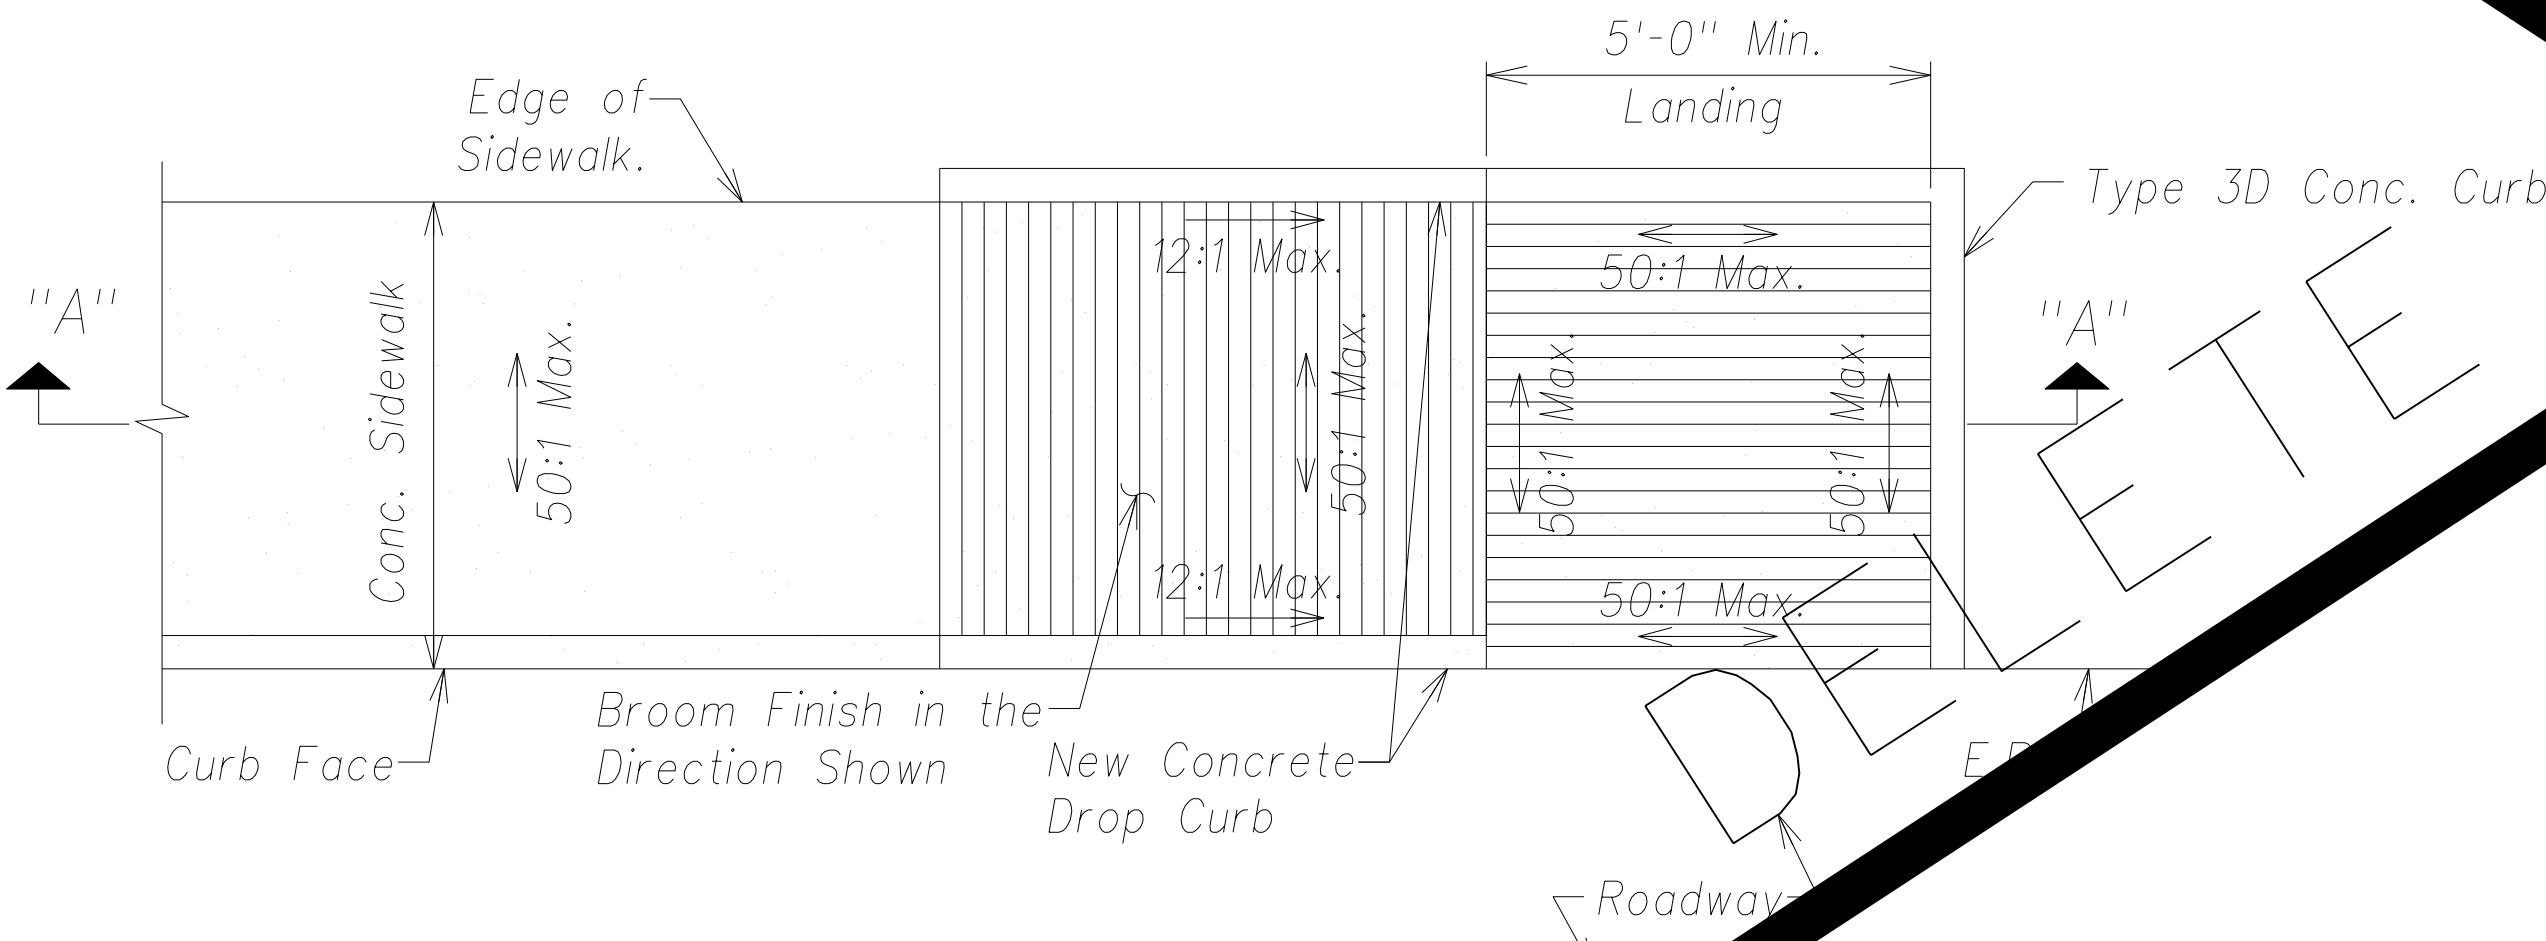 5'-0" Min.
Landing
Edge of
Sidewalk.
Type 3D Conc. Curb
"A"
"A"
Conc. Sidewalk
50:1 Max.
12:1 Max.
50:1 Max.
12:1 Max.
50:1 Max.
50:1 Max.
50:1 Max.
50:1 Max.
DELETE
Curb Face
Broom Finish in the
Direction Shown
New Concrete
Drop Curb
Roadway